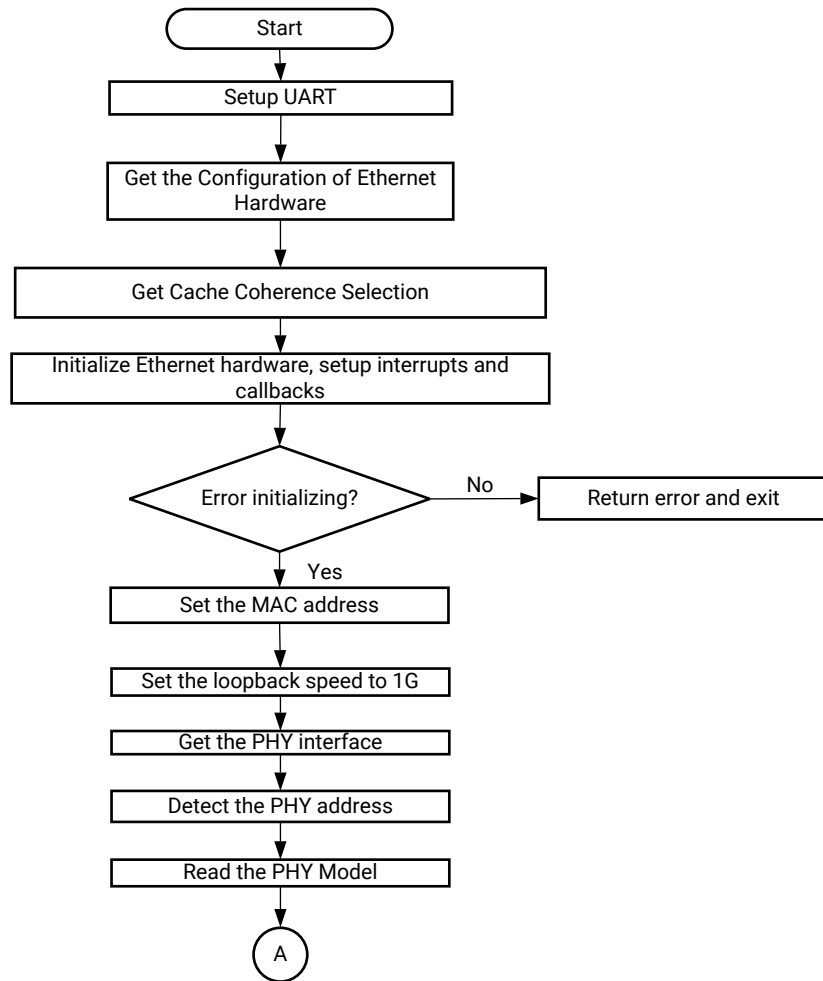 Start
Setup UART
Get the Configuration of Ethernet
Hardware
Get Cache Coherence Selection
Initialize Ethernet hardware, setup interrupts and
callbacks
Error initializing?
No
Return error and exit
Yes
Set the MAC address
Set the loopback speed to 1G
Get the PHY interface
Detect the PHY address
Read the PHY Model
A